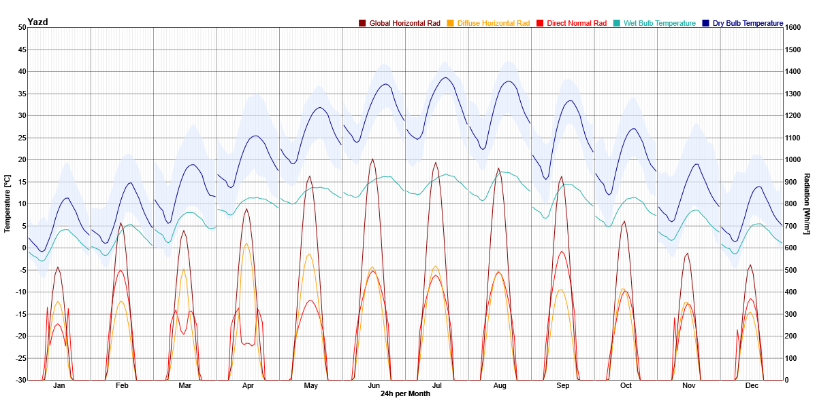 Yazd
Global Horizontal Rad Diffuse Horizontal Rad Direct Normal Rad Wet Bulb Temperature Dry Bulb Temperature
50 1600
45 1500
40 1400
35 1300
30 1200
25 1100
20 1000
15 900
10 800
5 700
0 600
-5 500
-10 400
-15 300
-20 200
-25 100
-30 0
Temperature [°C]
Radiation [Wh/m²]
Jan Feb Mar Apr May Jun Jul Aug Sep Oct Nov Dec
24h per Month